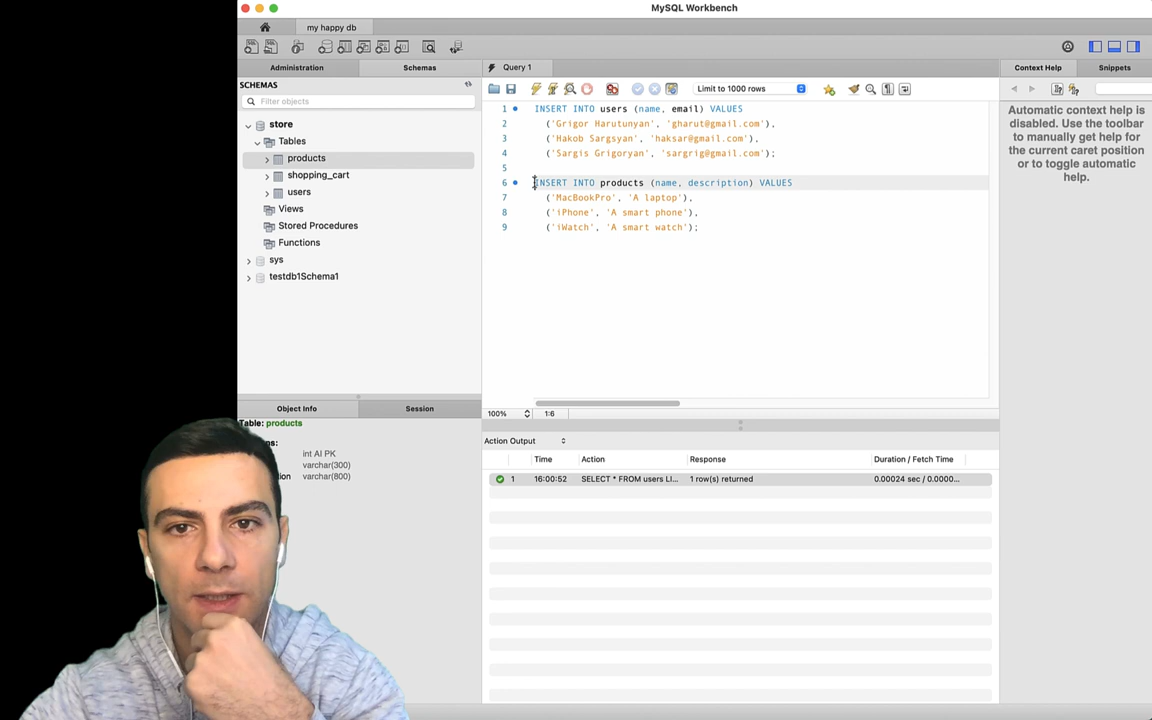 MySQL Workbench
my happy db
Administration
Schemas
Query 1
Context Help
Snippets
SCHEMAS
Filter objects
Limit to 1000 rows
store
Tables
products
shopping_cart
users
Views
Stored Procedures
Functions
sys
testdb1Schema1
1 INSERT INTO users (name, email) VALUES
2 ('Grigor Harutunyan', 'gharut@gmail.com'),
3 ('Hakob Sargsyan', 'haksar@gmail.com'),
4 ('Sargis Grigoryan', 'sargrig@gmail.com');
5
6 INSERT INTO products (name, description) VALUES
7 ('MacBookPro', 'A laptop'),
8 ('iPhone', 'A smart phone'),
9 ('iWatch', 'A smart watch');
Automatic context help is
disabled. Use the toolbar
to manually get help for
the current caret position
or to toggle automatic
help.
100% 1:6
Object Info
Session
Table: products
int AI PK
varchar(300)
varchar(800)
Action Output
Time Action Response Duration / Fetch Time
1 16:00:52 SELECT * FROM users LI... 1 row(s) returned 0.00024 sec / 0.0000...